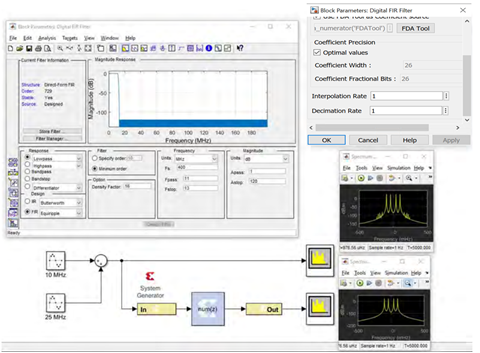 Block Parameters: Digital FIR Filter
File Edit Analysis Targets View Window Help
Current Filter Information
Structure: Direct-Form FIR
Order: 729
Stable: Yes
Source: Designed
Store Filter ...
Filter Manager ...
Magnitude Response
Magnitude (dB)
0
-50
-100
0 20 40 60 80 100 120 140 160 180
Frequency (MHz)
Response
Lowpass
Highpass
Bandpass
Bandstop
Differentiator
Design
IIR Butterworth
FIR Equiripple
Filter
Specify order: 10
Minimum order
Option
Density Factor: 16
Frequency
Units: MHz
Fs: 400
Fpass: 11
Fstop: 13
Magnitude
Units: dB
Apass: 1
Astop: 120
Ready
Block Parameters: Digital FIR Filter
Use FDA Tool as Coefficient Source
_numerator('FDATool') FDA Tool
Coefficient Precision
Optimal values
Coefficient Width : 26
Coefficient Fractional Bits : 26
Interpolation Rate 1
Decimation Rate 1
OK Cancel Help Apply
Spectrum...
File Tools View Simulation Help
Sample rate=1 Hz T=5000.000
File Tools View Simulation Help
Sample rate=1 Hz T=5000.000
10 MHz
25 MHz
System
Generator
In
Out